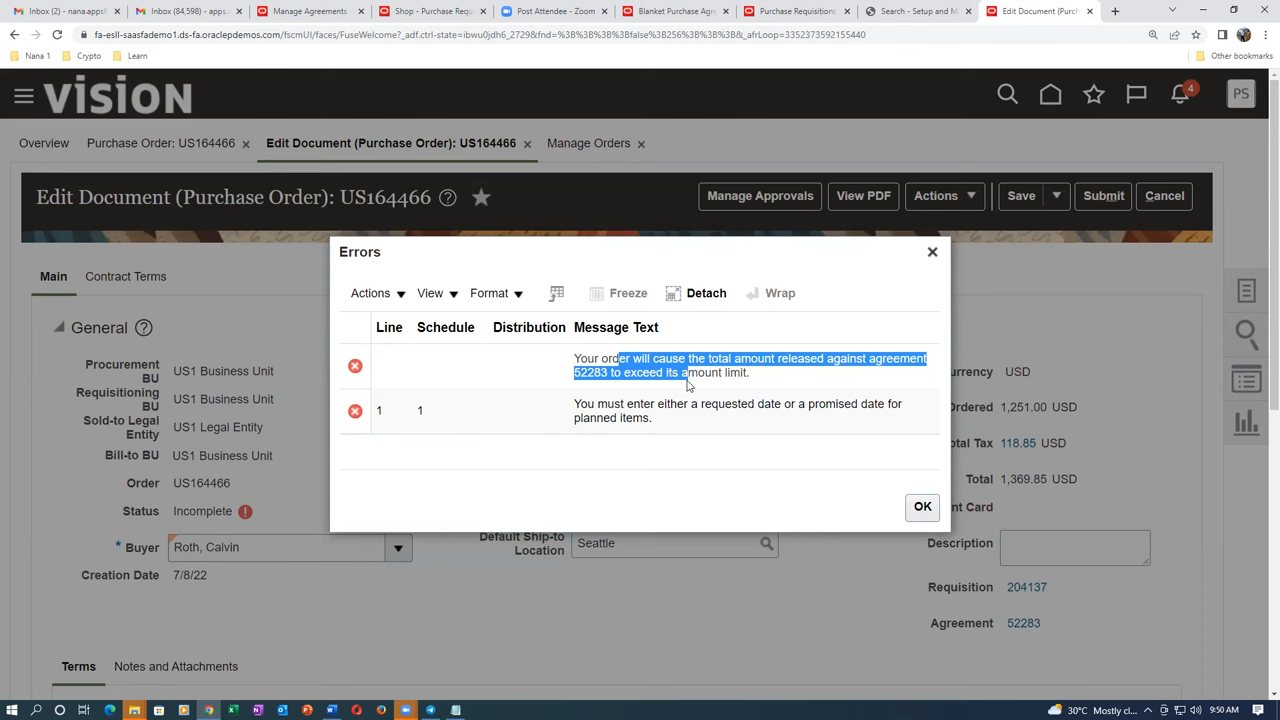 Inbox (2) - nana.apps8
Inbox (84,598) - apps.
Manage Agreements
Shop - Purchase Requ
Post Attendee - Zoom
Blanket Purchase Agre
Purchase Requisitions
Search - Setup and M
Edit Document (Purch
fa-esll-saasfademo1.ds-fa.oraclepdemos.com/fscmUI/faces/FuseWelcome?_adf.ctrl-state=ibwu0jdh6_2729&fnd=%3B%3B%3B%3Bfalse%3B256%3B%3B%3B&_afrLoop=3352373592155440
Nana 1
Crypto
Learn
Other bookmarks
VISION
4
PS
Overview
Purchase Order: US164466
Edit Document (Purchase Order): US164466
Manage Orders
Edit Document (Purchase Order): US164466
Manage Approvals
View PDF
Actions
Save
Submit
Cancel
Main
Contract Terms
General
Procurement BU
US1 Business Unit
Requisitioning BU
US1 Business Unit
Sold-to Legal Entity
US1 Legal Entity
Bill-to BU
US1 Business Unit
Order
US164466
Status
Incomplete
* Buyer
Roth, Calvin
Creation Date
7/8/22
Errors
Actions
View
Format
Freeze
Detach
Wrap
Line
Schedule
Distribution
Message Text
Your order will cause the total amount released against agreement
52283 to exceed its amount limit.
1
1
You must enter either a requested date or a promised date for
planned items.
OK
Default Ship-to Location
Seattle
urrency
USD
Ordered
1,251.00 USD
otal Tax
118.85 USD
Total
1,369.85 USD
nt Card
Description
Requisition
204137
Agreement
52283
Terms
Notes and Attachments
30°C
Mostly c...
9:50 AM